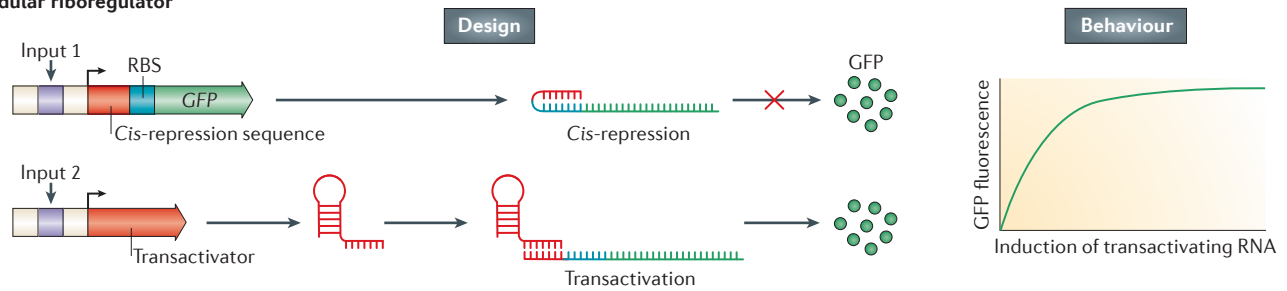 riboregulator
Design
Behaviour
Input 1
RBS
GFP
GFP
Cis-repression sequence
Cis-repression
Input 2
Transactivator
Transactivation
GFP fluorescence
Induction of transactivating RNA